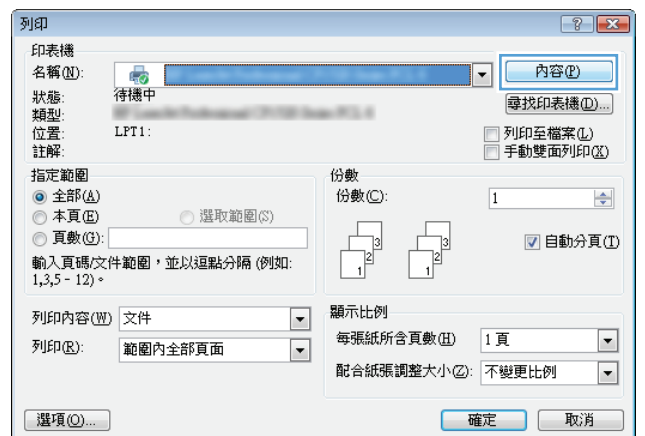 列印
印表機
名稱(N):
內容(P)
狀態: 待機中
類型:
尋找印表機(D)...
位置: LPT1:
列印至檔案(L)
註解:
手動雙面列印(X)
指定範圍
全部(A)
本頁(E) 選取範圍(S)
頁數(G):
輸入頁碼/文件範圍，並以逗點分隔 (例如:
1,3,5 - 12)。
份數
份數(C): 1
1 2 3 1 2 3
自動分頁(T)
列印內容(W) 文件
列印(R): 範圍內全部頁面
顯示比例
每張紙所含頁數(H) 1 頁
配合紙張調整大小(Z): 不變更比例
選項(O)...
確定 取消